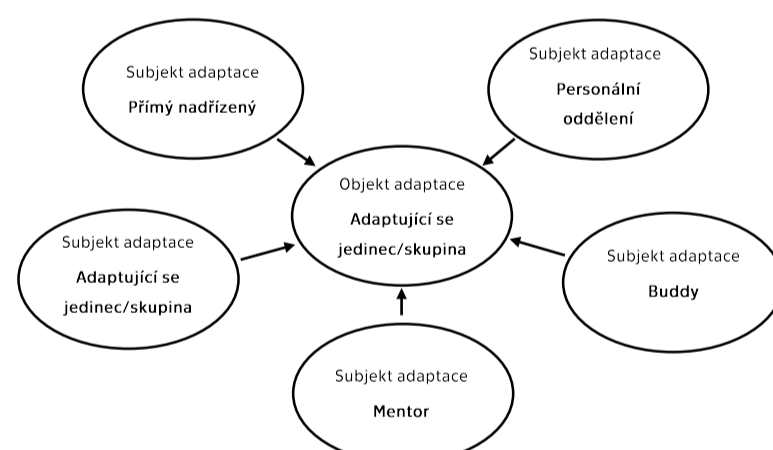 Subjekt adaptace
Přímý nadřízený
Subjekt adaptace
Personální
oddělení
Objekt adaptace
Adaptující se
jedinec/skupina
Subjekt adaptace
Adaptující se
jedinec/skupina
Subjekt adaptace
Buddy
Subjekt adaptace
Mentor